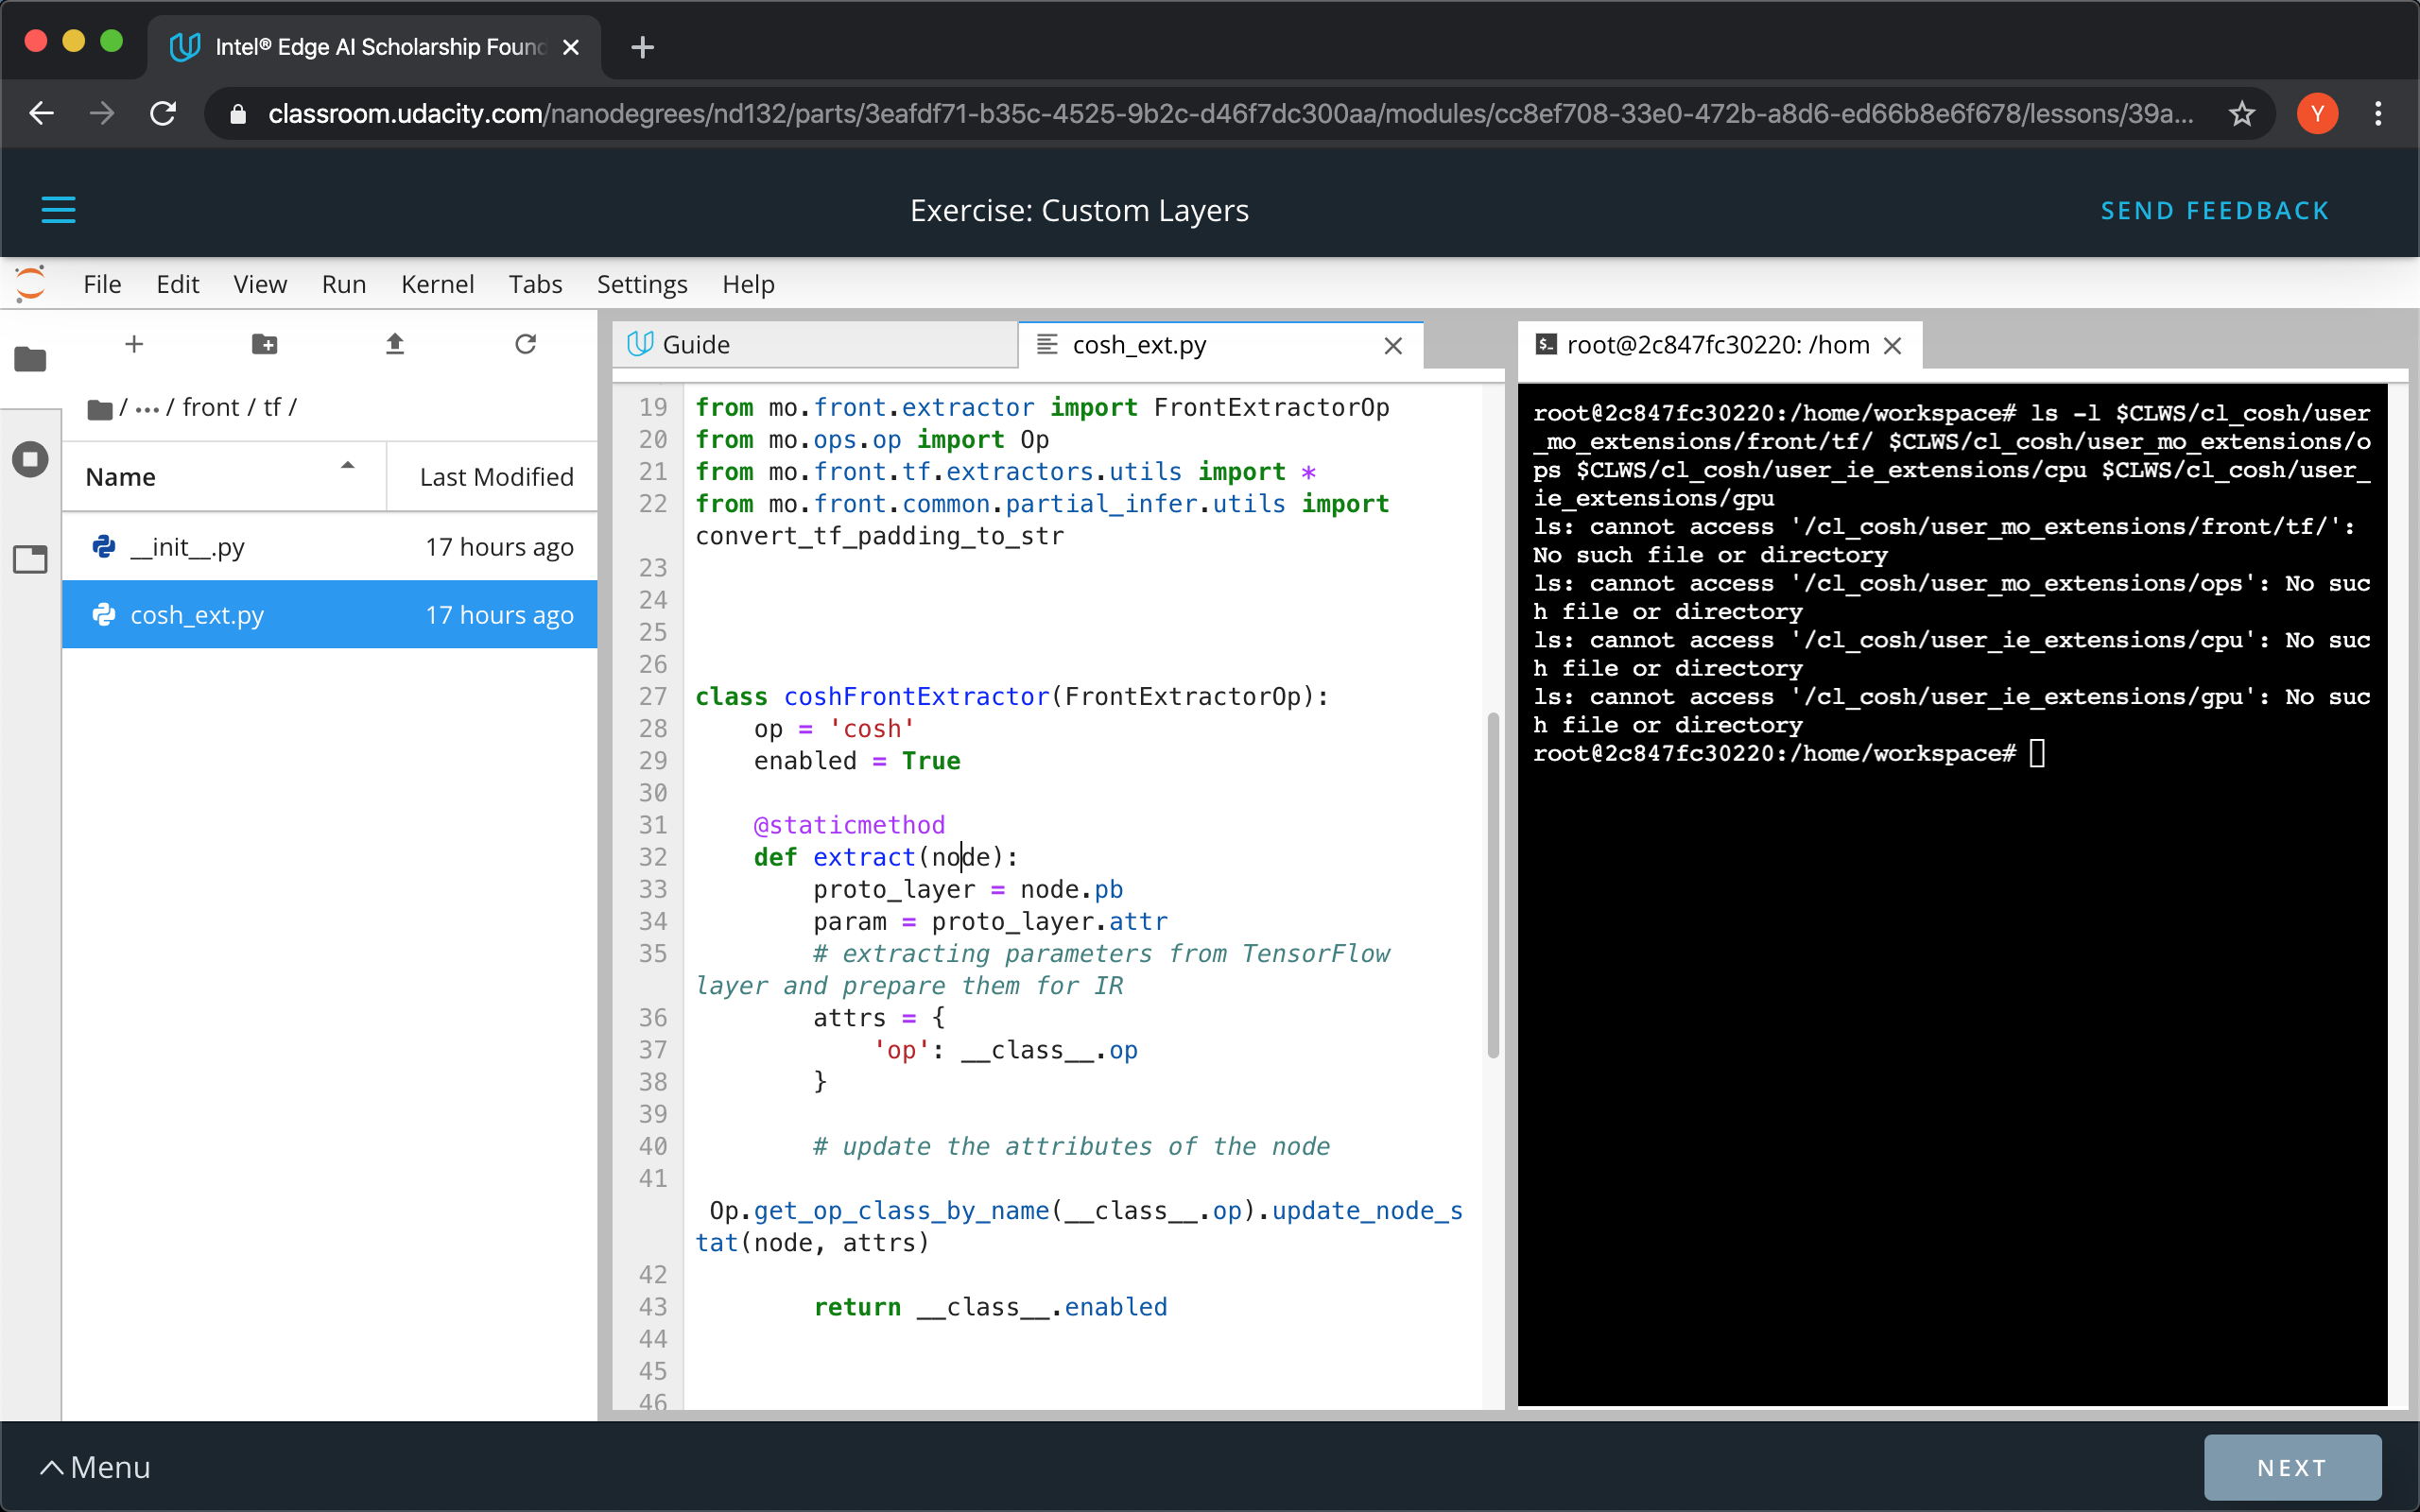 Intel® Edge AI Scholarship Found
classroom.udacity.com/nanodegrees/nd132/parts/3eafdf71-b35c-4525-9b2c-d46f7dc300aa/modules/cc8ef708-33e0-472b-a8d6-ed66b8e6f678/lessons/39a...
Y
Exercise: Custom Layers
SEND FEEDBACK
File Edit View Run Kernel Tabs Settings Help
/ ... / front / tf /
Name Last Modified
__init__.py 17 hours ago
cosh_ext.py 17 hours ago
Guide
cosh_ext.py
19 from mo.front.extractor import FrontExtractorOp
20 from mo.ops.op import Op
21 from mo.front.tf.extractors.utils import *
22 from mo.front.common.partial_infer.utils import
convert_tf_padding_to_str
23
24
25
26
27 class coshFrontExtractor(FrontExtractorOp):
28     op = 'cosh'
29     enabled = True
30
31     @staticmethod
32     def extract(node):
33         proto_layer = node.pb
34         param = proto_layer.attr
35         # extracting parameters from TensorFlow
layer and prepare them for IR
36         attrs = {
37             'op': __class__.op
38         }
39
40         # update the attributes of the node
41
Op.get_op_class_by_name(__class__.op).update_node_s
tat(node, attrs)
42
43         return __class__.enabled
44
45
46
root@2c847fc30220: /hom
root@2c847fc30220:/home/workspace# ls -l $CLWS/cl_cosh/user
_mo_extensions/front/tf/ $CLWS/cl_cosh/user_mo_extensions/o
ps $CLWS/cl_cosh/user_ie_extensions/cpu $CLWS/cl_cosh/user_
ie_extensions/gpu
ls: cannot access '/cl_cosh/user_mo_extensions/front/tf/':
No such file or directory
ls: cannot access '/cl_cosh/user_mo_extensions/ops': No suc
h file or directory
ls: cannot access '/cl_cosh/user_ie_extensions/cpu': No suc
h file or directory
ls: cannot access '/cl_cosh/user_ie_extensions/gpu': No suc
h file or directory
root@2c847fc30220:/home/workspace#
Menu
NEXT